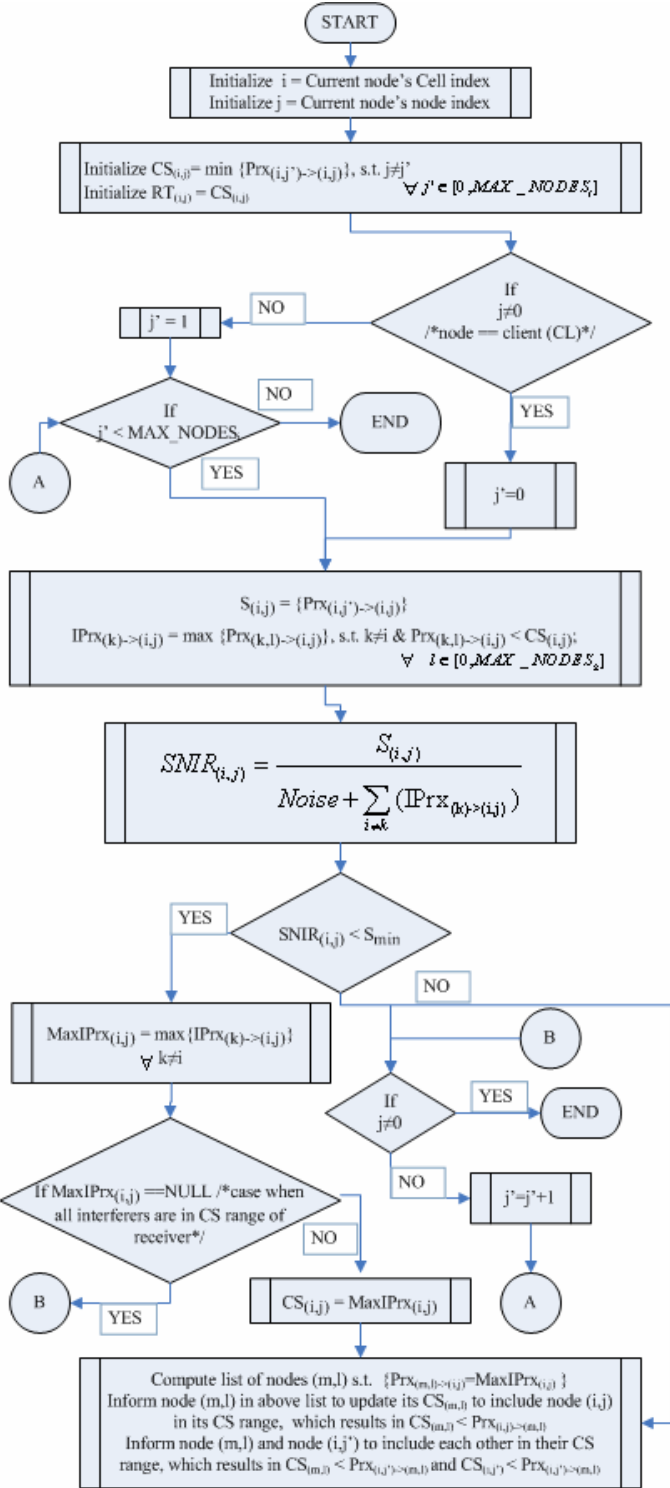 START
Initialize i = Current node's Cell index
Initialize j = Current node's node index
Initialize CS(i,j)= min {Prx(i,j')->(i,j)}, s.t. j≠j'
∀ j' ∈ [0,MAX_NODESi]
Initialize RT(i,j) = CS(i,j)
If
j≠0
/*node == client (CL)*/
NO
j' = 1
YES
If
j' < MAX_NODESi
NO
END
YES
A
j'=0
S(i,j) = {Prx(i,j')->(i,j)}
IPrx(k)->(i,j) = max {Prx(k,l)->(i,j)}, s.t. k≠i & Prx(k,l)->(i,j) < CS(i,j);
∀ l ∈ [0,MAX_NODESk]
SNIR(i,j) = S(i,j) / Noise + ∑i≠k (IPrx(k)->(i,j))
SNIR(i,j) < Smin
YES
NO
MaxIPrx(i,j) = max{IPrx(k)->(i,j)}
∀ k≠i
B
If
j≠0
YES
END
NO
j'=j'+1
A
If MaxIPrx(i,j) ==NULL /*case when
all interferers are in CS range of
receiver*/
NO
YES
B
CS(i,j) = MaxIPrx(i,j)
Compute list of nodes (m,l) s.t. {Prx(m,l)->(i,j)=MaxIPrx(i,j) }
Inform node (m,l) in above list to update its CS(m,l) to include node (i,j)
in its CS range, which results in CS(m,l) < Prx(i,j)->(m,l)
Inform node (m,l) and node (i,j') to include each other in their CS
range, which results in CS(m,l) < Prx(i,j')->(m,l) and CS(i,j') < Prx(i,j')->(m,l)